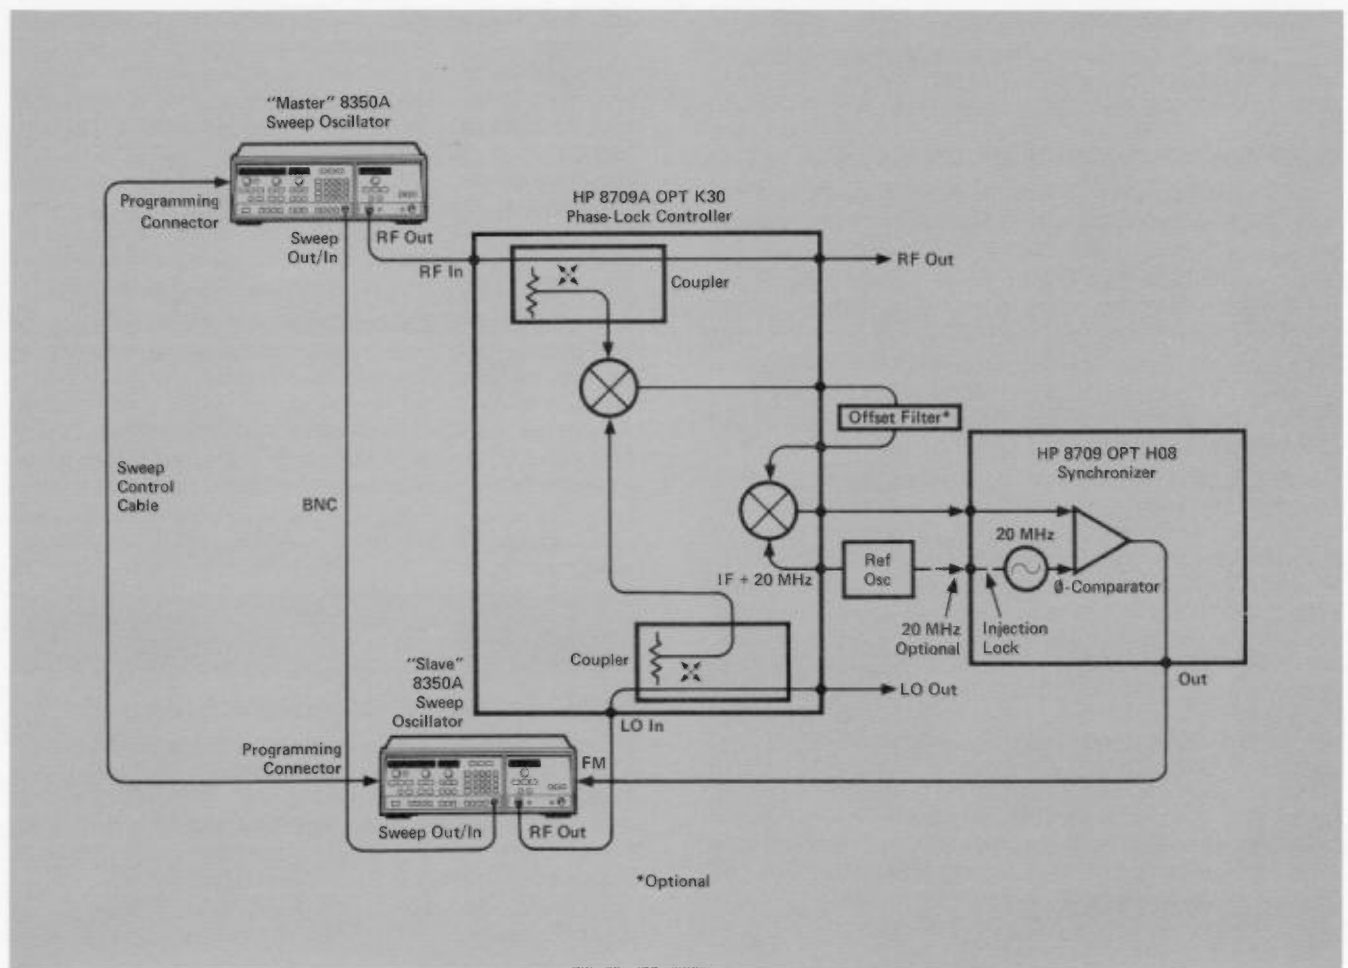 "Master" 8350A
Sweep Oscillator
Programming
Connector
Sweep
Out/In
RF Out
RF In
HP 8709A OPT K30
Phase-Lock Controller
Coupler
RF Out
Offset Filter*
HP 8709 OPT H08
Synchronizer
20 MHz
Ø-Comparator
Ref
Osc
IF + 20 MHz
20 MHz
Optional
Injection
Lock
Out
Sweep
Control
Cable
BNC
Coupler
LO Out
LO In
"Slave"
8350A
Sweep
Oscillator
Programming
Connector
FM
Sweep Out/In
RF Out
*Optional